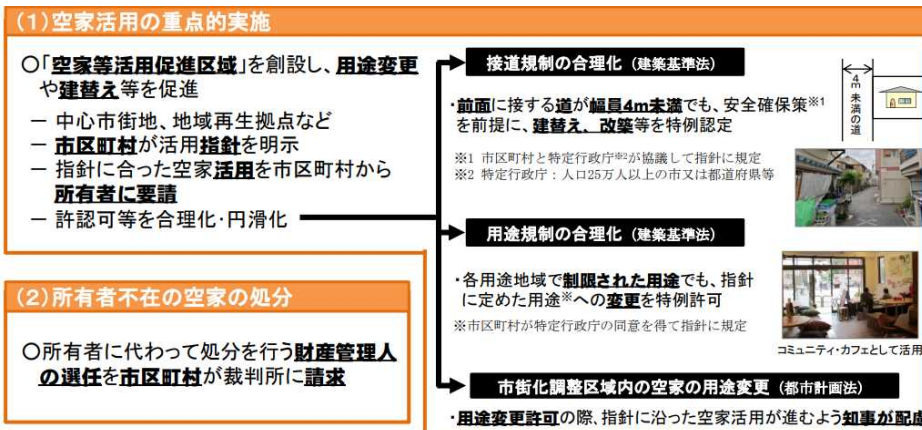 (1)空家活用の重点的実施
○「空家等活用促進区域」を創設し、用途変更
や建替え等を促進
－ 中心市街地、地域再生拠点など
－ 市区町村が活用指針を明示
－ 指針に合った空家活用を市区町村から
所有者に要請
－ 許認可等を合理化・円滑化
(2)所有者不在の空家の処分
○所有者に代わって処分を行う財産管理人
の選任を市区町村が裁判所に請求
接道規制の合理化（建築基準法）
・前面に接する道が幅員4m未満でも、安全確保策※1
を前提に、建替え、改築等を特例認定
※1 市区町村と特定行政庁※2が協議して指針に規定
※2 特定行政庁：人口25万人以上の市又は都道府県等
4m未満の道
用途規制の合理化（建築基準法）
・各用途地域で制限された用途でも、指針
に定めた用途※への変更を特例許可
※市区町村が特定行政庁の同意を得て指針に規定
コミュニティ・カフェとして活用
市街化調整区域内の空家の用途変更（都市計画法）
・用途変更許可の際、指針に沿った空家活用が進むよう知事が配慮